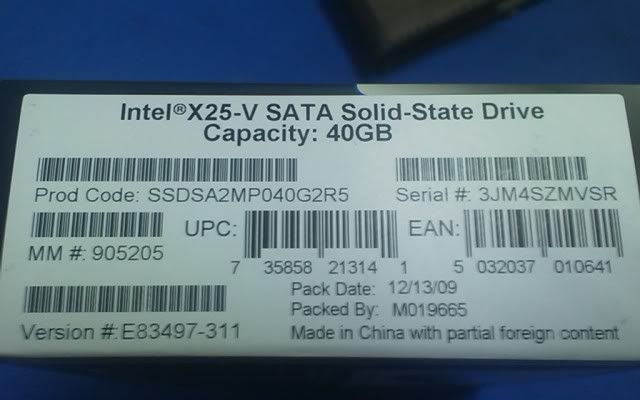 Intel®X25-V SATA Solid-State Drive
Capacity: 40GB
Prod Code: SSDSA2MP040G2R5
Serial #: 3JM4SZMVSR
MM #: 905205
UPC:
7 35858 21314 1
EAN:
5 032037 010641
Pack Date: 12/13/09
Packed By: M019665
Version #:E83497-311
Made in China with partial foreign content